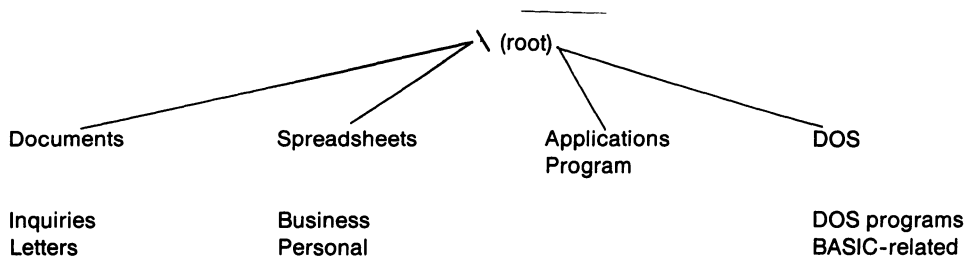 \ (root)
Documents Spreadsheets Applications Program DOS
Inquiries Business DOS programs
Letters Personal BASIC-related